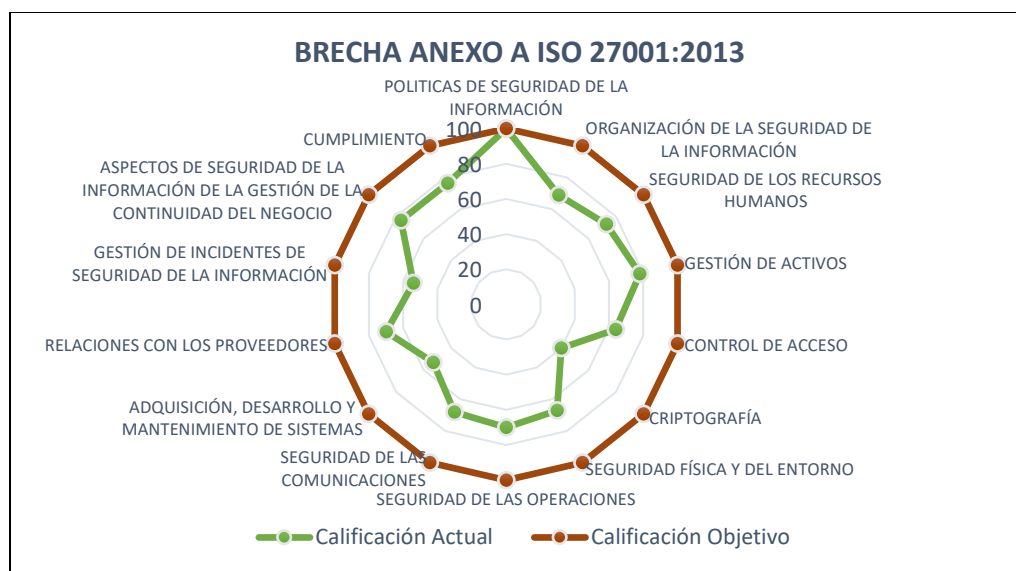 BRECHA ANEXO A ISO 27001:2013
POLITICAS DE SEGURIDAD DE LA
INFORMACIÓN
ORGANIZACIÓN DE LA SEGURIDAD DE
LA INFORMACIÓN
SEGURIDAD DE LOS RECURSOS
HUMANOS
GESTIÓN DE ACTIVOS
CONTROL DE ACCESO
CRIPTOGRAFÍA
SEGURIDAD FÍSICA Y DEL ENTORNO
SEGURIDAD DE LAS OPERACIONES
SEGURIDAD DE LAS
COMUNICACIONES
ADQUISICIÓN, DESARROLLO Y
MANTENIMIENTO DE SISTEMAS
RELACIONES CON LOS PROVEEDORES
GESTIÓN DE INCIDENTES DE
SEGURIDAD DE LA INFORMACIÓN
ASPECTOS DE SEGURIDAD DE LA
INFORMACIÓN DE LA GESTIÓN DE LA
CONTINUIDAD DEL NEGOCIO
CUMPLIMIENTO
100
80
60
40
20
0
Calificación Actual
Calificación Objetivo